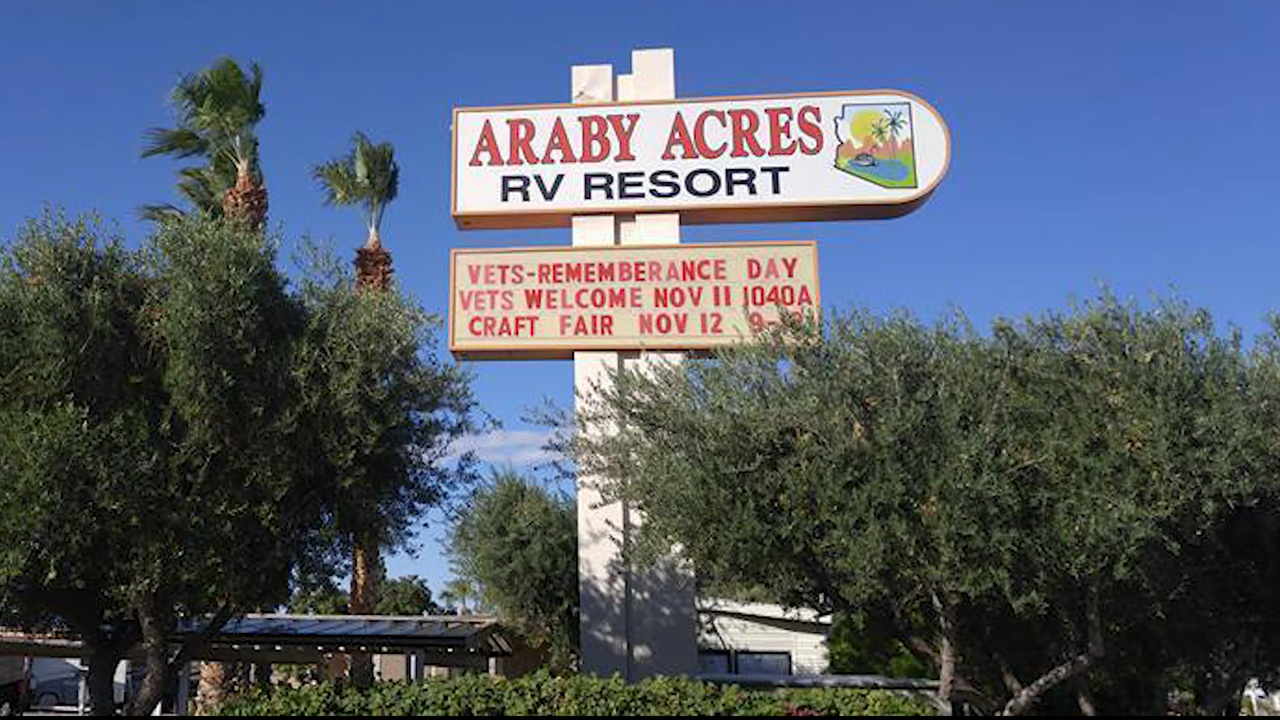 ARABY ACRES
RV RESORT
VETS-REMEMBERANCE DAY
VETS WELCOME NOV 11 1040A
CRAFT FAIR NOV 12